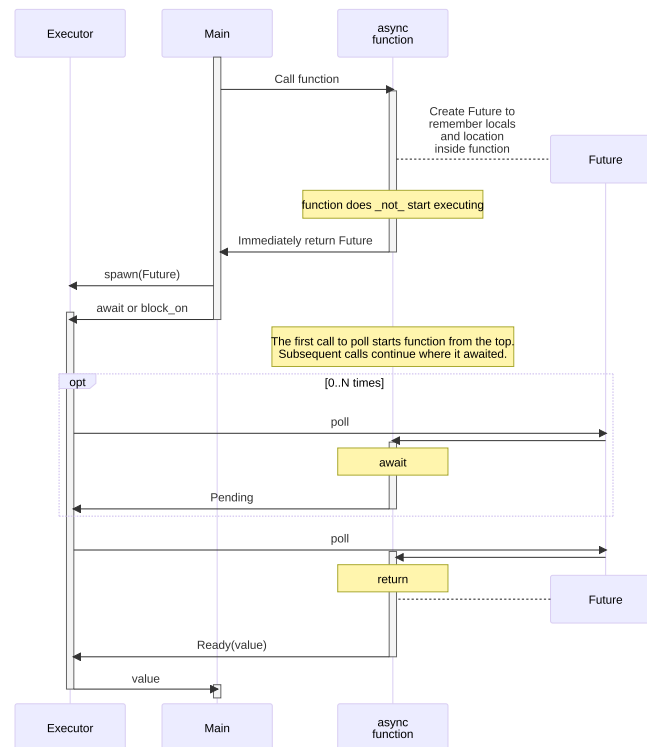 Executor
Main
async
function
Call function
Create Future to
remember locals
and location
inside function
Future
function does _not_ start executing
Immediately return Future
spawn(Future)
await or block_on
The first call to poll starts function from the top.
Subsequent calls continue where it awaited.
opt
[0..N times]
poll
await
Pending
poll
return
Future
Ready(value)
value
Executor
Main
async
function